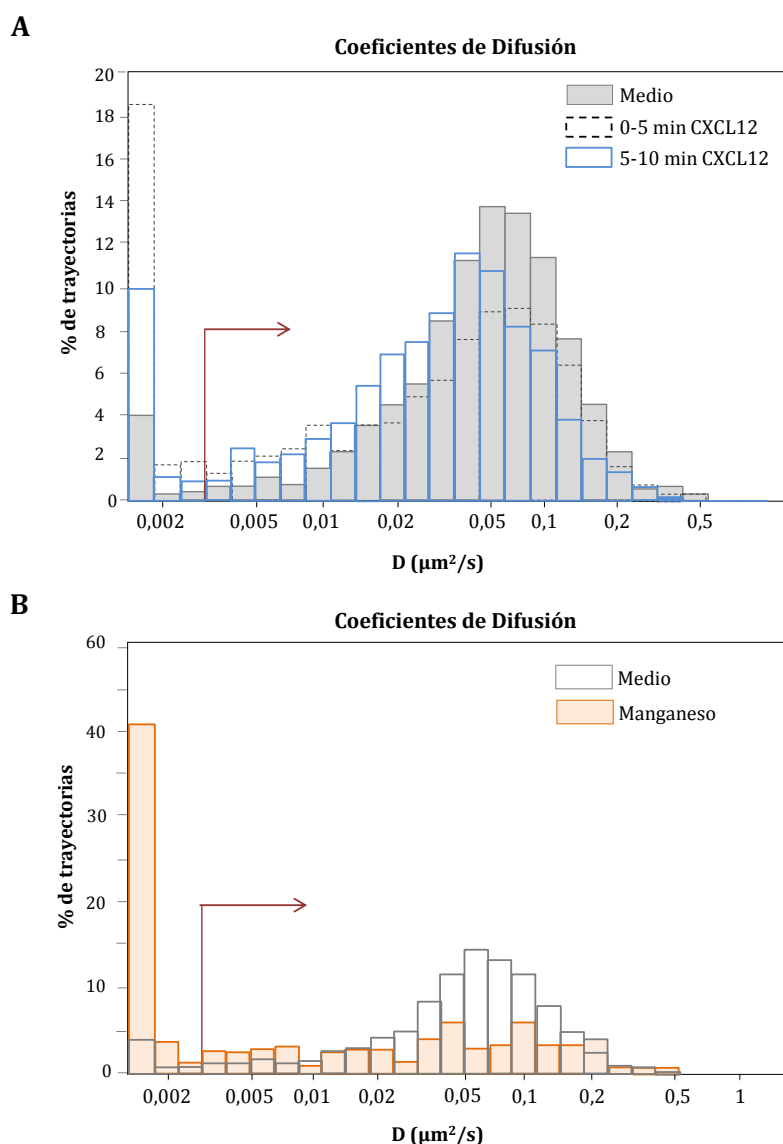 A
Coeficientes de Difusión
20
18
16
14
12
10
8
6
4
2
0
% de trayectorias
Medio
0-5 min CXCL12
5-10 min CXCL12
0,002
0,005
0,01
0,02
0,05
0,1
0,2
0,5
D (µm²/s)
B
Coeficientes de Difusión
60
50
40
30
20
10
0
% de trayectorias
Medio
Manganeso
0,002
0,005
0,01
0,02
0,05
0,1
0,2
0,5
1
D (µm²/s)